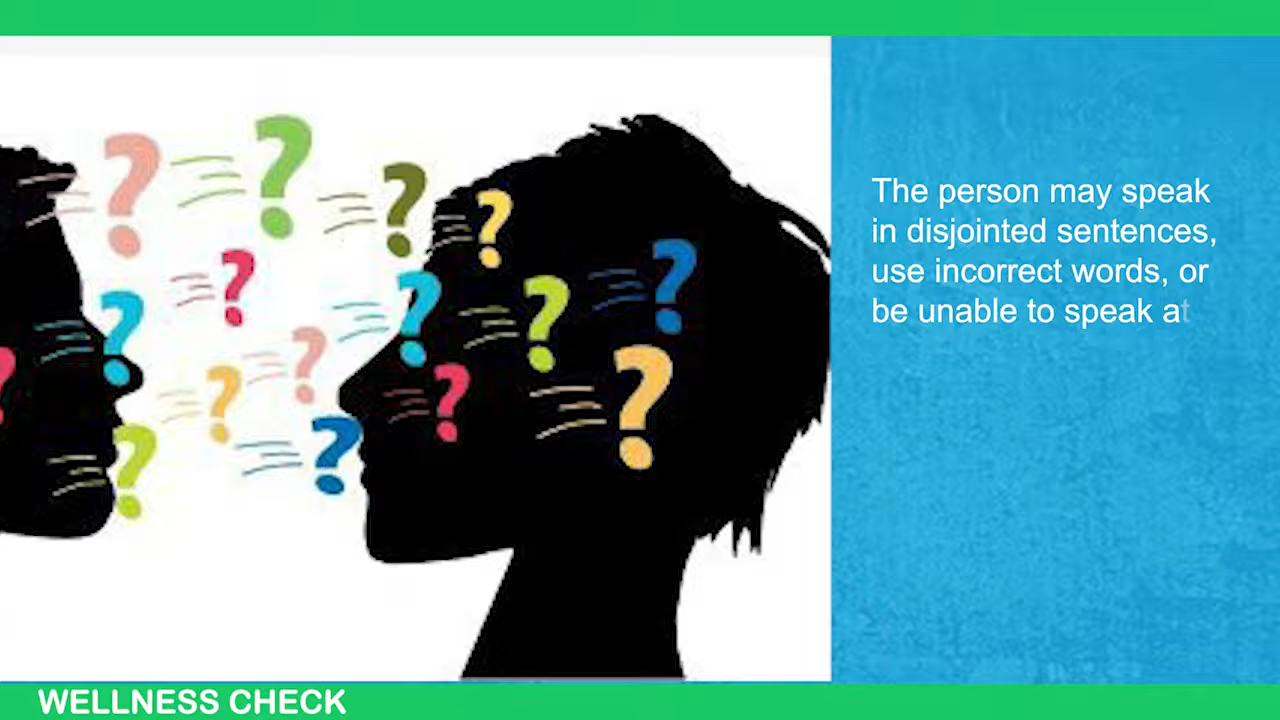 The person may speak
in disjointed sentences,
use incorrect words, or
be unable to speak at
WELLNESS CHECK